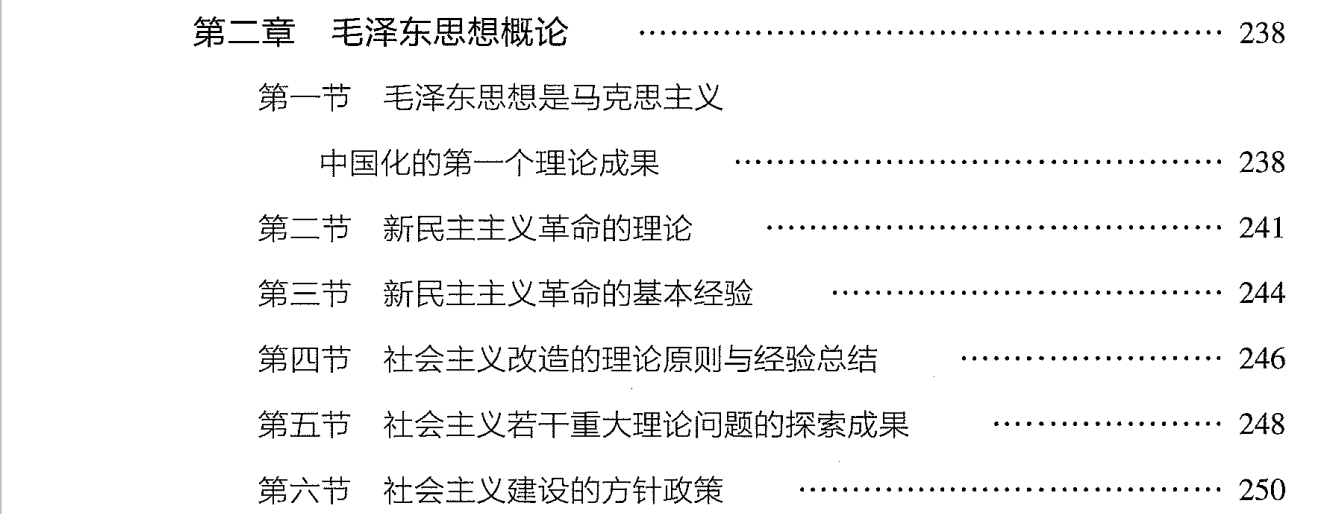 第二章 毛泽东思想概论 …………………………………………… 238
第一节 毛泽东思想是马克思主义
中国化的第一个理论成果 …………………………………… 238
第二节 新民主主义革命的理论 ………………………………… 241
第三节 新民主主义革命的基本经验 …………………………… 244
第四节 社会主义改造的理论原则与经验总结 ………………… 246
第五节 社会主义若干重大理论问题的探索成果 ……………… 248
第六节 社会主义建设的方针政策 ……………………………… 250